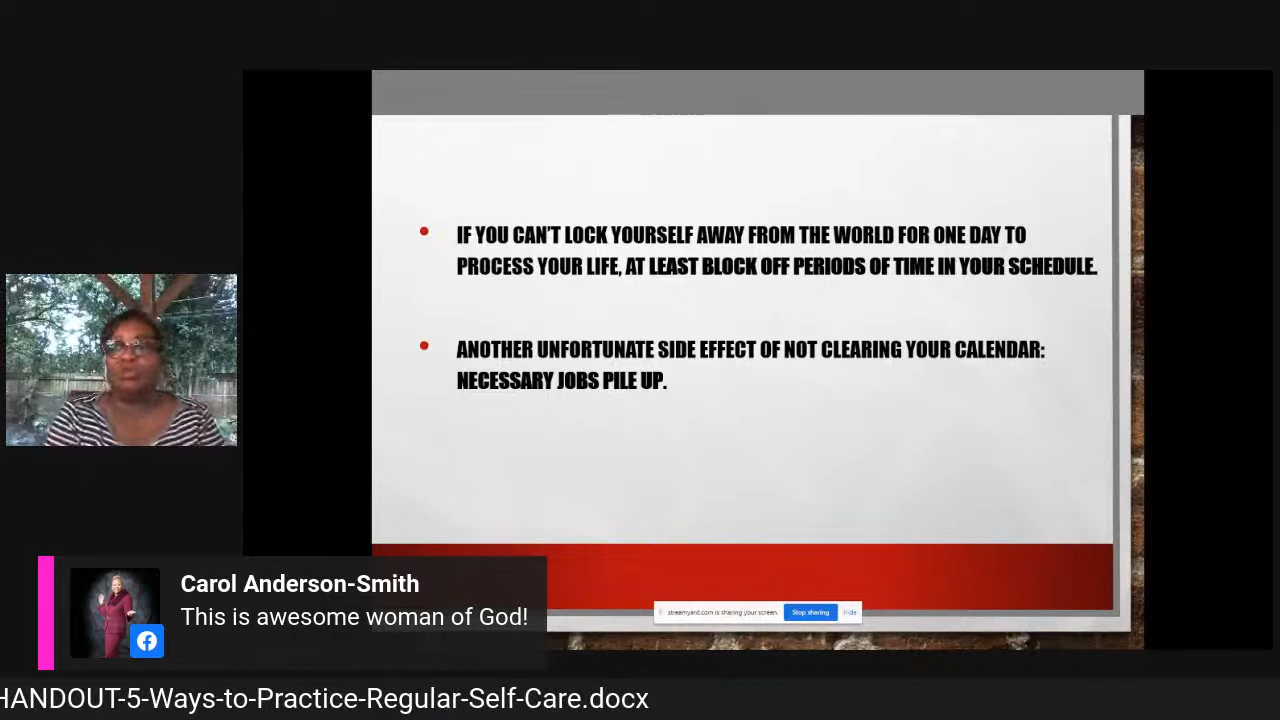 IF YOU CAN'T LOCK YOURSELF AWAY FROM THE WORLD FOR ONE DAY TO
PROCESS YOUR LIFE, AT LEAST BLOCK OFF PERIODS OF TIME IN YOUR SCHEDULE.
ANOTHER UNFORTUNATE SIDE EFFECT OF NOT CLEARING YOUR CALENDAR:
NECESSARY JOBS PILE UP.
Carol Anderson-Smith
This is awesome woman of God!
streamyard.com is sharing your screen. Stop sharing Hide
HANDOUT-5-Ways-to-Practice-Regular-Self-Care.docx